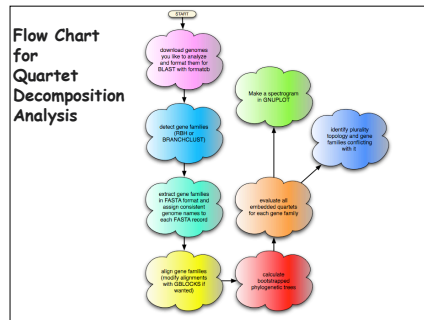 Flow Chart
for
Quartet
Decomposition
Analysis
START
download genomes
you like to analyze
and format them for
BLAST with formatdb
detect gene families
(RBH or
BRANCHCLUST)
extract gene families
in FASTA format and
assign consistent
genome names to
each FASTA record
align gene families
(modify alignments
with GBLOCKS if
wanted)
calculate
bootstrapped
phylogenetic trees
evaluate all
embedded quartets
for each gene family
Make a spectrogram
in GNUPLOT
identify plurality
topology and gene
families conflicting
with it